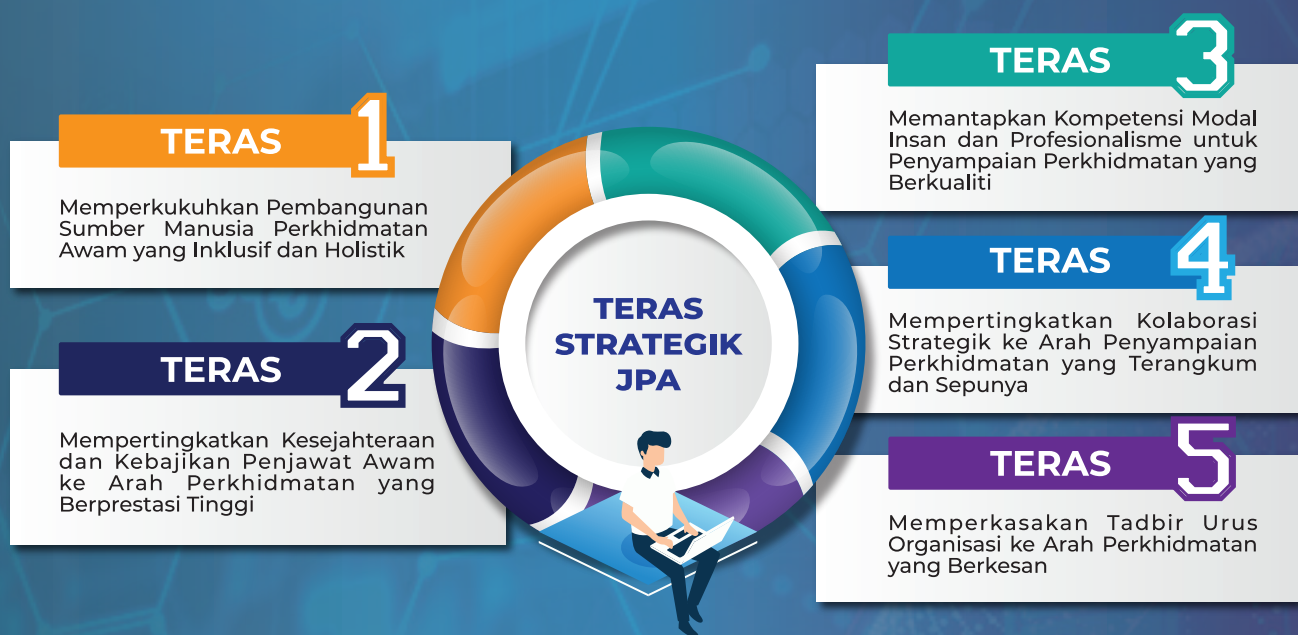 TERAS 1
Memperkukuhkan Pembangunan
Sumber Manusia Perkhidmatan
Awam yang Inklusif dan Holistik
TERAS 2
Mempertingkatkan Kesejahteraan
dan Kebajikan Penjawat Awam
ke Arah Perkhidmatan yang
Berprestasi Tinggi
TERAS
STRATEGIK
JPA
TERAS 3
Memantapkan Kompetensi Modal
Insan dan Profesionalisme untuk
Penyampaian Perkhidmatan yang
Berkualiti
TERAS 4
Mempertingkatkan Kolaborasi
Strategik ke Arah Penyampaian
Perkhidmatan yang Terangkum
dan Sepunya
TERAS 5
Memperkasakan Tadbir Urus
Organisasi ke Arah Perkhidmatan
yang Berkesan